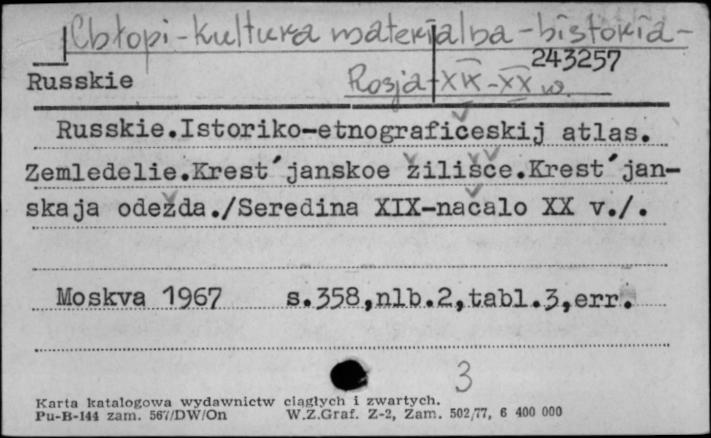 Chłopi - kultura materialna - historia -
243257
Russkie
Rosja - XIX - XX w.
Russkie.Istoriko-etnografičeskij atlas.
Zemledelie.Krest´janskoe žilišče.Krest´jan-
skaja odežda./Seredina XIX-načalo XX v./.
Moskva 1967 s.358,nlb.2,tabl.3,err.
3
Karta katalogowa wydawnictw ciągłych i zwartych.
Pu-B-144 zam. 567/DW/On W.Z.Graf. Z-2, Zam. 502/77, 6 400 000